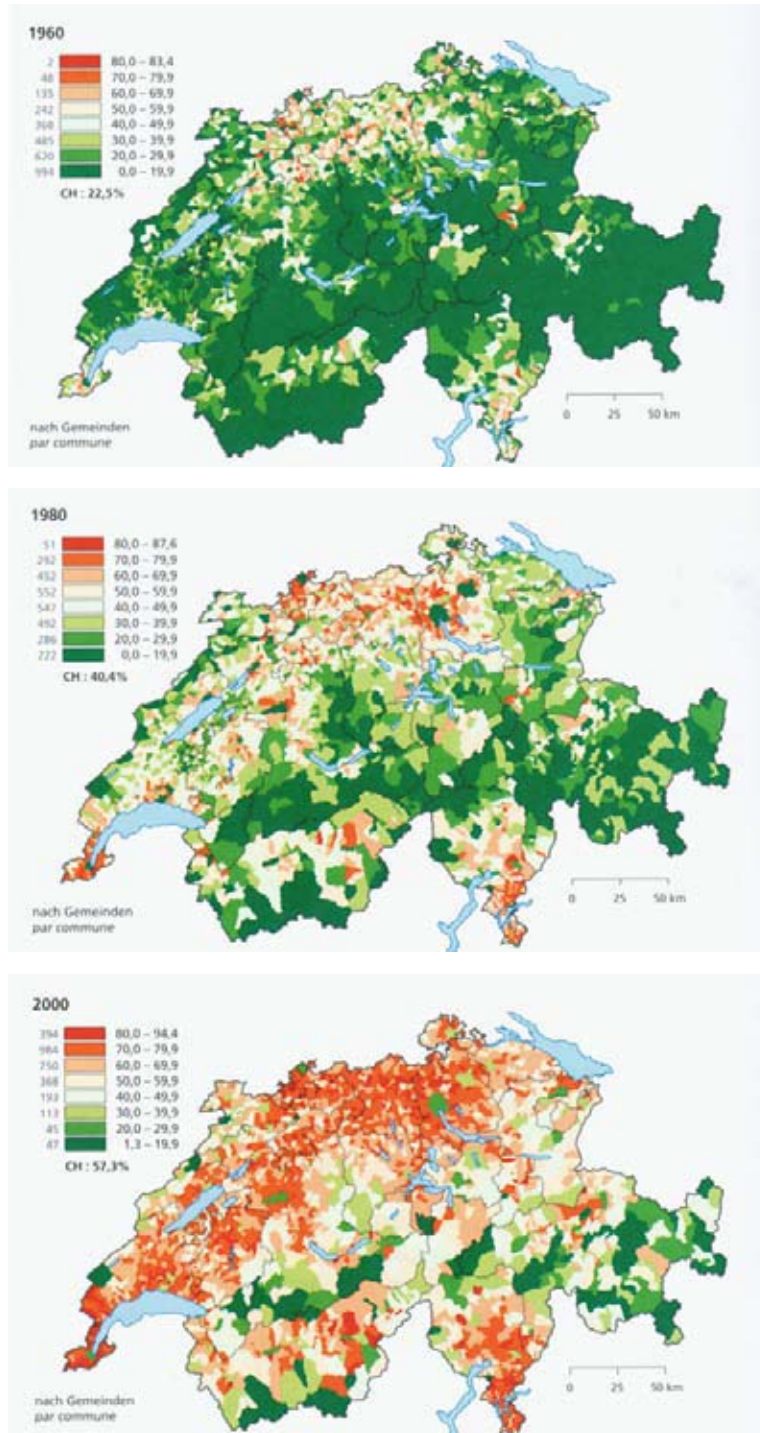 1960
2 80,0 – 83,4
48 70,0 – 79,9
135 60,0 – 69,9
242 50,0 – 59,9
368 40,0 – 49,9
485 30,0 – 39,9
620 20,0 – 29,9
994 0,0 – 19,9
CH : 22,5%
0 25 50 km
nach Gemeinden
par commune
1980
51 80,0 – 87,6
292 70,0 – 79,9
452 60,0 – 69,9
552 50,0 – 59,9
547 40,0 – 49,9
492 30,0 – 39,9
286 20,0 – 29,9
222 0,0 – 19,9
CH : 40,4%
0 25 50 km
nach Gemeinden
par commune
2000
394 80,0 – 94,4
984 70,0 – 79,9
750 60,0 – 69,9
368 50,0 – 59,9
193 40,0 – 49,9
113 30,0 – 39,9
45 20,0 – 29,9
47 1,3 – 19,9
CH : 57,3%
0 25 50 km
nach Gemeinden
par commune